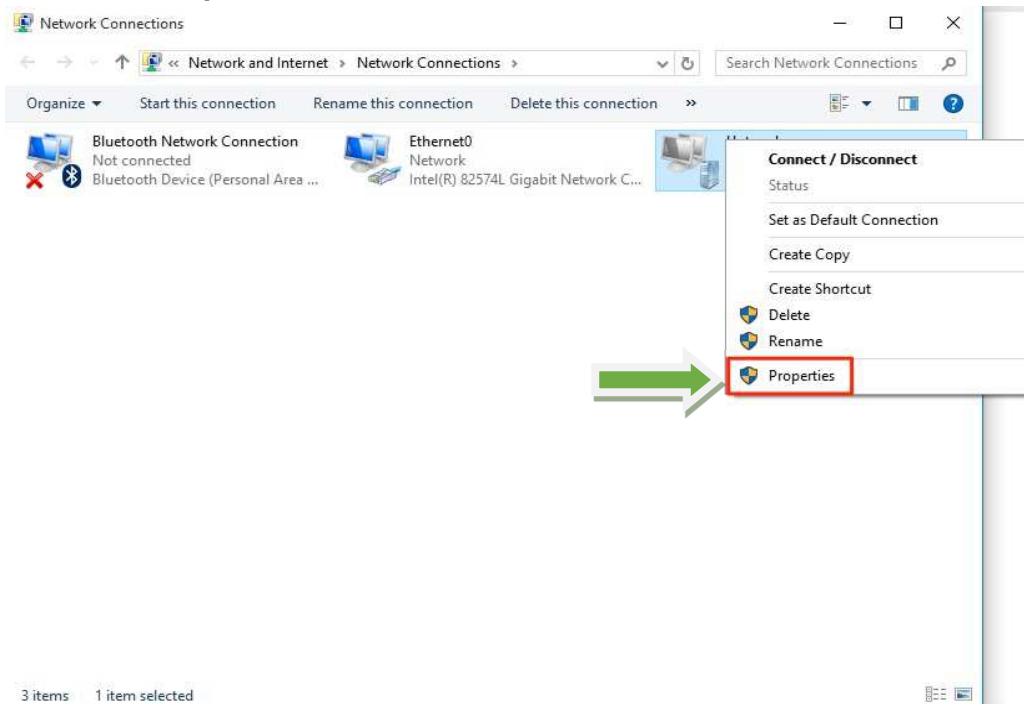 Network Connections
« Network and Internet > Network Connections >
Search Network Connections
Organize
Start this connection
Rename this connection
Delete this connection
»
Bluetooth Network Connection
Not connected
Bluetooth Device (Personal Area ...
Ethernet0
Network
Intel(R) 82574L Gigabit Network C...
Connect / Disconnect
Status
Set as Default Connection
Create Copy
Create Shortcut
Delete
Rename
Properties
3 items
1 item selected